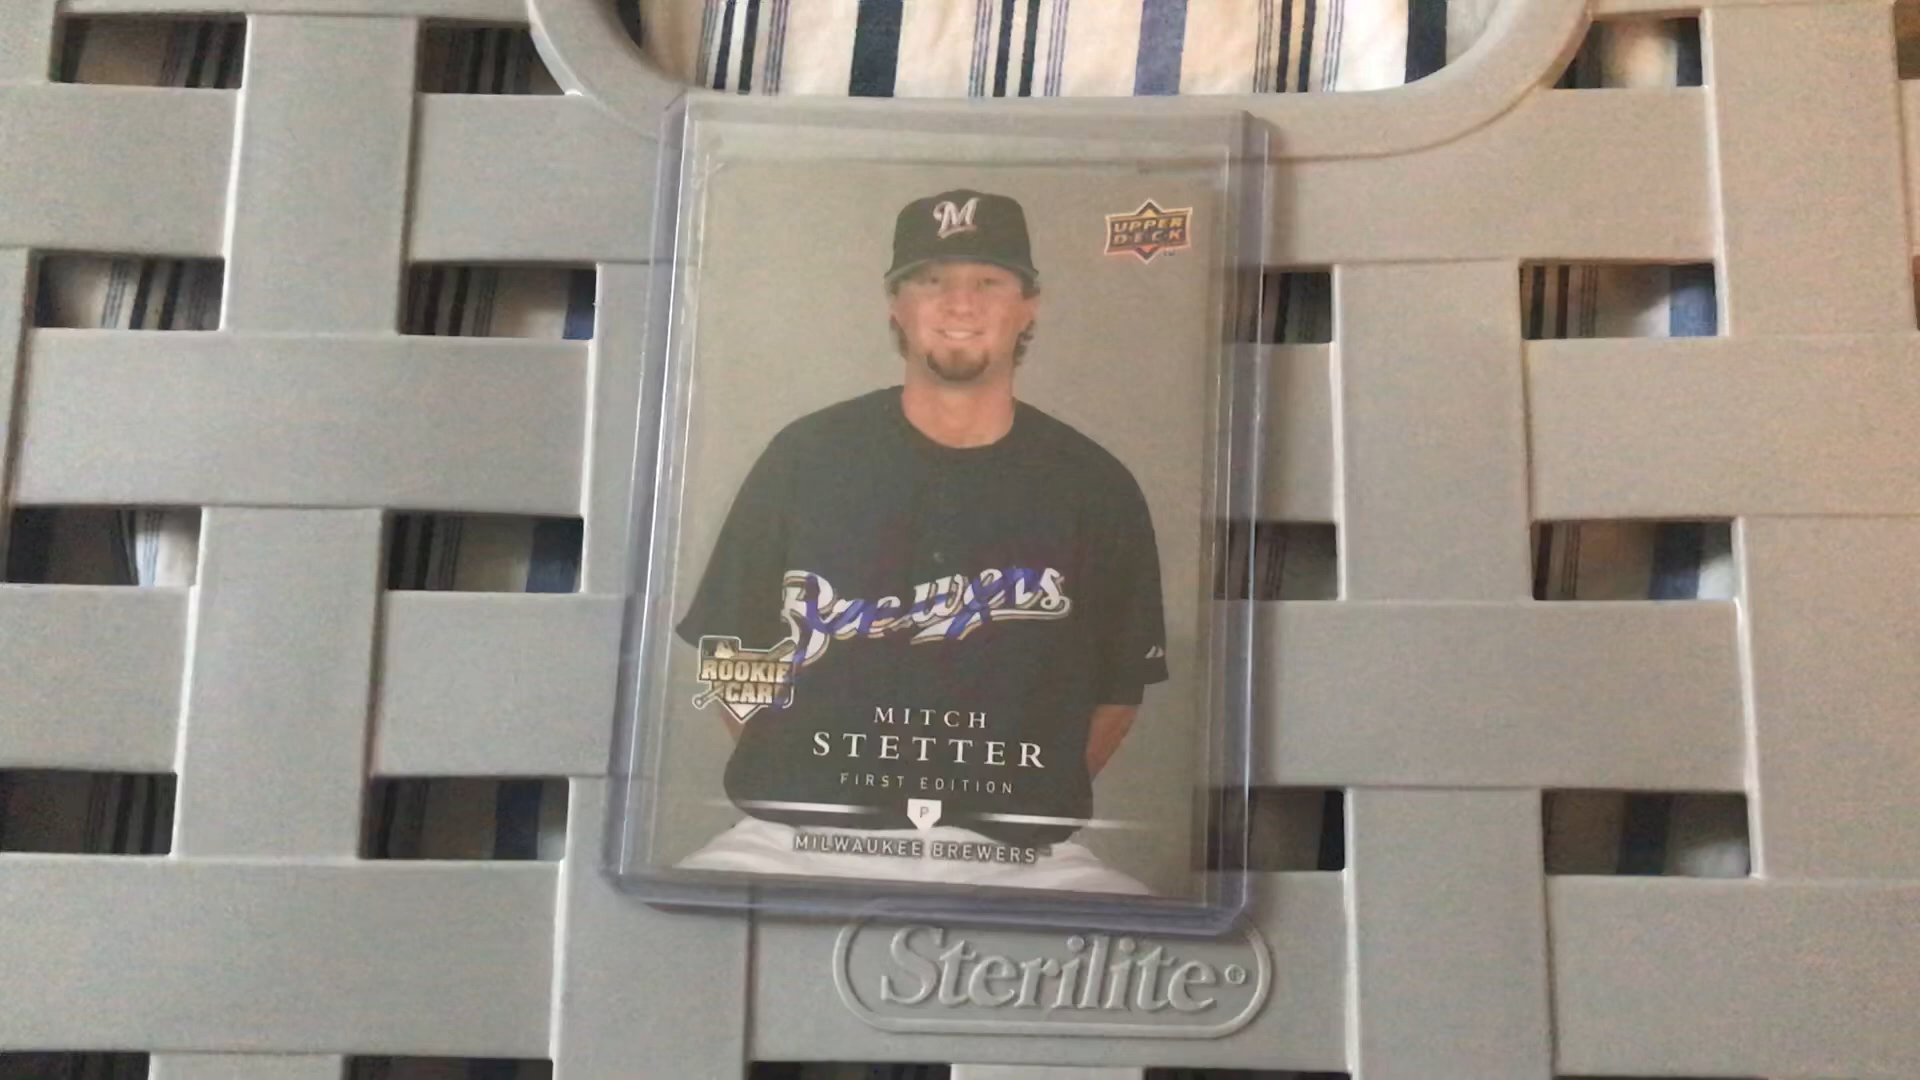 M
UPPER
DECK
Brewers
ROOKIE
CARD
MITCH
STETTER
FIRST EDITION
P
MILWAUKEE BREWERS
Sterilite®